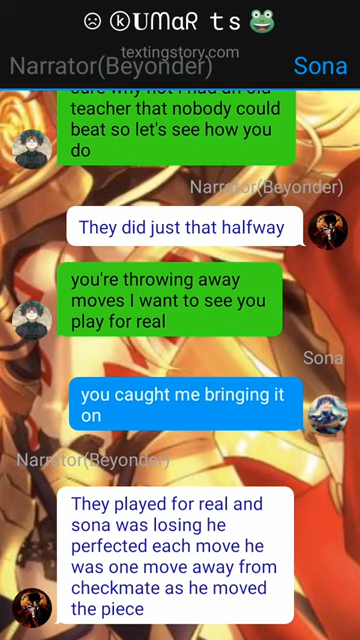 ☹ ⓀUMαR ts 🐸
textingstory.com
Narrator(Beyonder) Sona
sure why not I had an old
teacher that nobody could
beat so let's see how you
do
Narrator(Beyonder)
They did just that halfway
you're throwing away
moves I want to see you
play for real
Sona
you caught me bringing it
on
Narrator(Beyonder)
They played for real and
sona was losing he
perfected each move he
was one move away from
checkmate as he moved
the piece